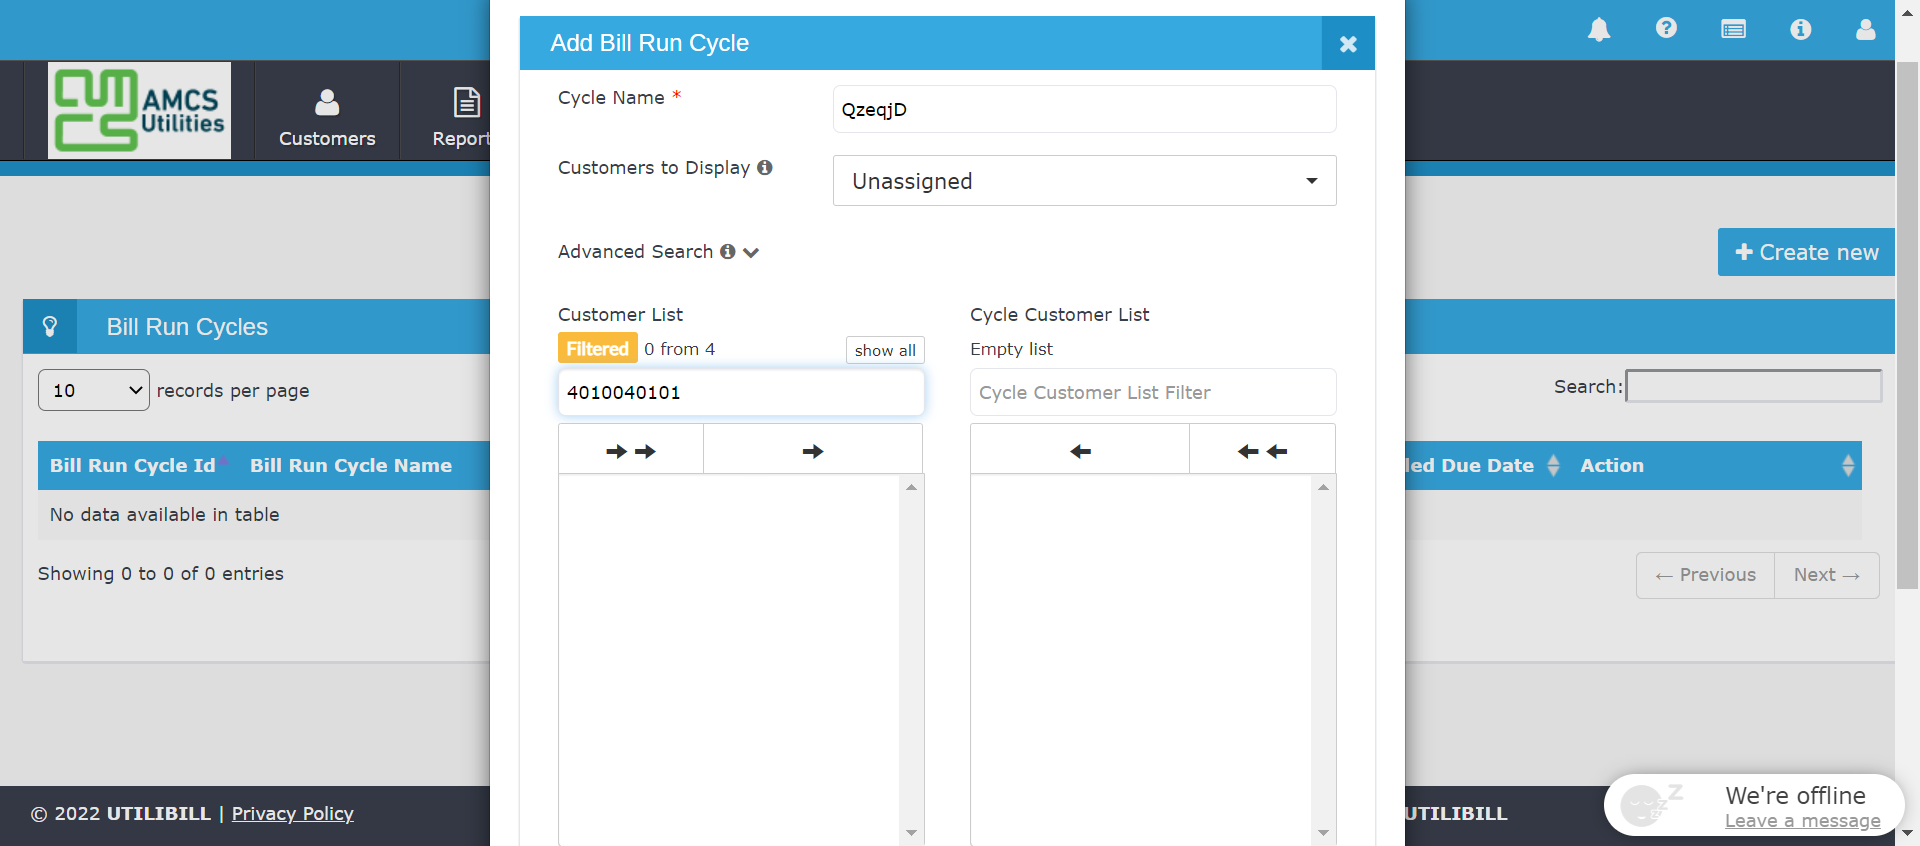 Add Bill Run Cycle
AMCS
Utilities
Customers
Report
Cycle Name *
QzeqjD
Customers to Display
Unassigned
Advanced Search
Create new
Bill Run Cycles
Customer List
Cycle Customer List
Filtered 0 from 4
show all
Empty list
10 records per page
4010040101
Cycle Customer List Filter
Search:
Bill Run Cycle Id
Bill Run Cycle Name
led Due Date
Action
No data available in table
Showing 0 to 0 of 0 entries
← Previous
Next →
We're offline
Leave a message
© 2022 UTILIBILL | Privacy Policy
UTILIBILL